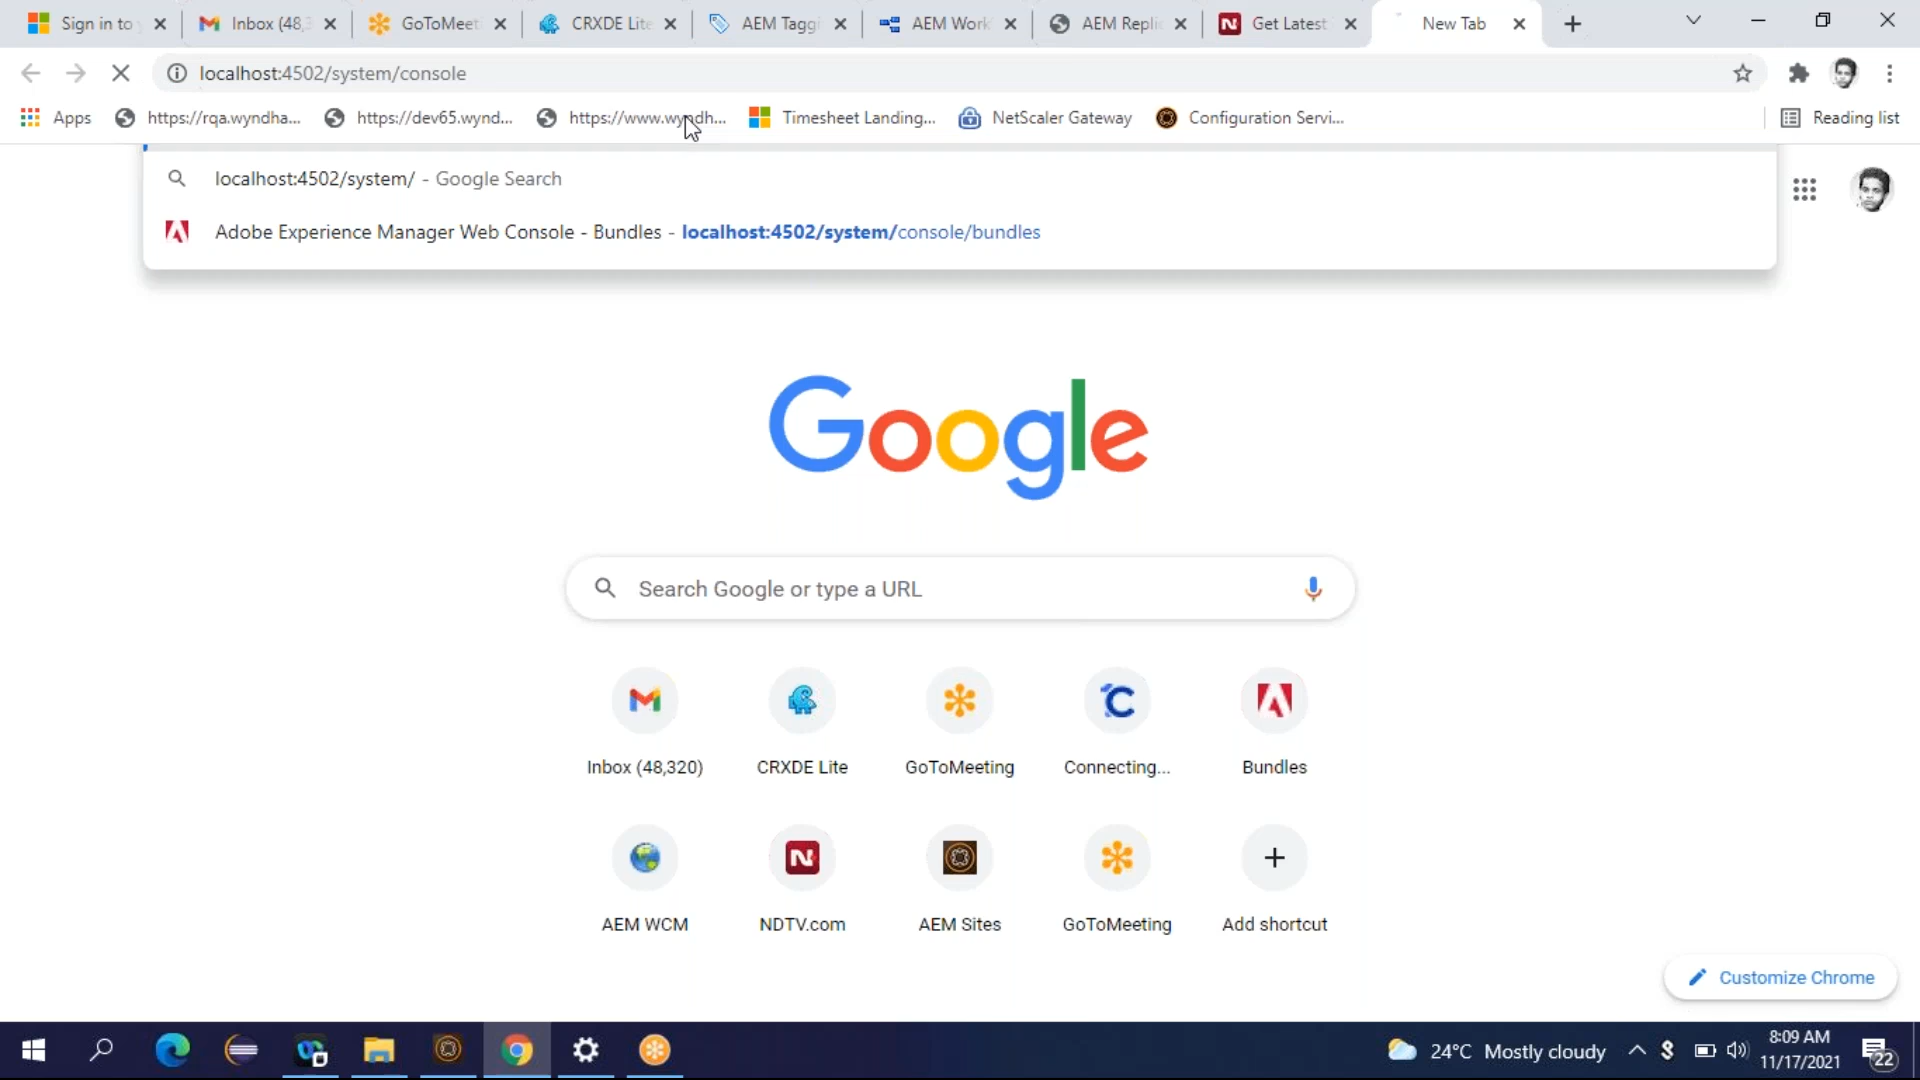 Sign in to
Inbox (48,3
GoToMeet
CRXDE Lite
AEM Taggi
AEM Work
AEM Repli
Get Latest
New Tab
localhost:4502/system/console
Apps
https://rqa.wyndha...
https://dev65.wynd...
https://www.wyndh...
Timesheet Landing...
NetScaler Gateway
Configuration Servi...
Reading list
localhost:4502/system/ - Google Search
Adobe Experience Manager Web Console - Bundles - localhost:4502/system/console/bundles
Google
Search Google or type a URL
Inbox (48,320)
CRXDE Lite
GoToMeeting
Connecting...
Bundles
AEM WCM
NDTV.com
AEM Sites
GoToMeeting
Add shortcut
Customize Chrome
24°C Mostly cloudy
8:09 AM
11/17/2021
22